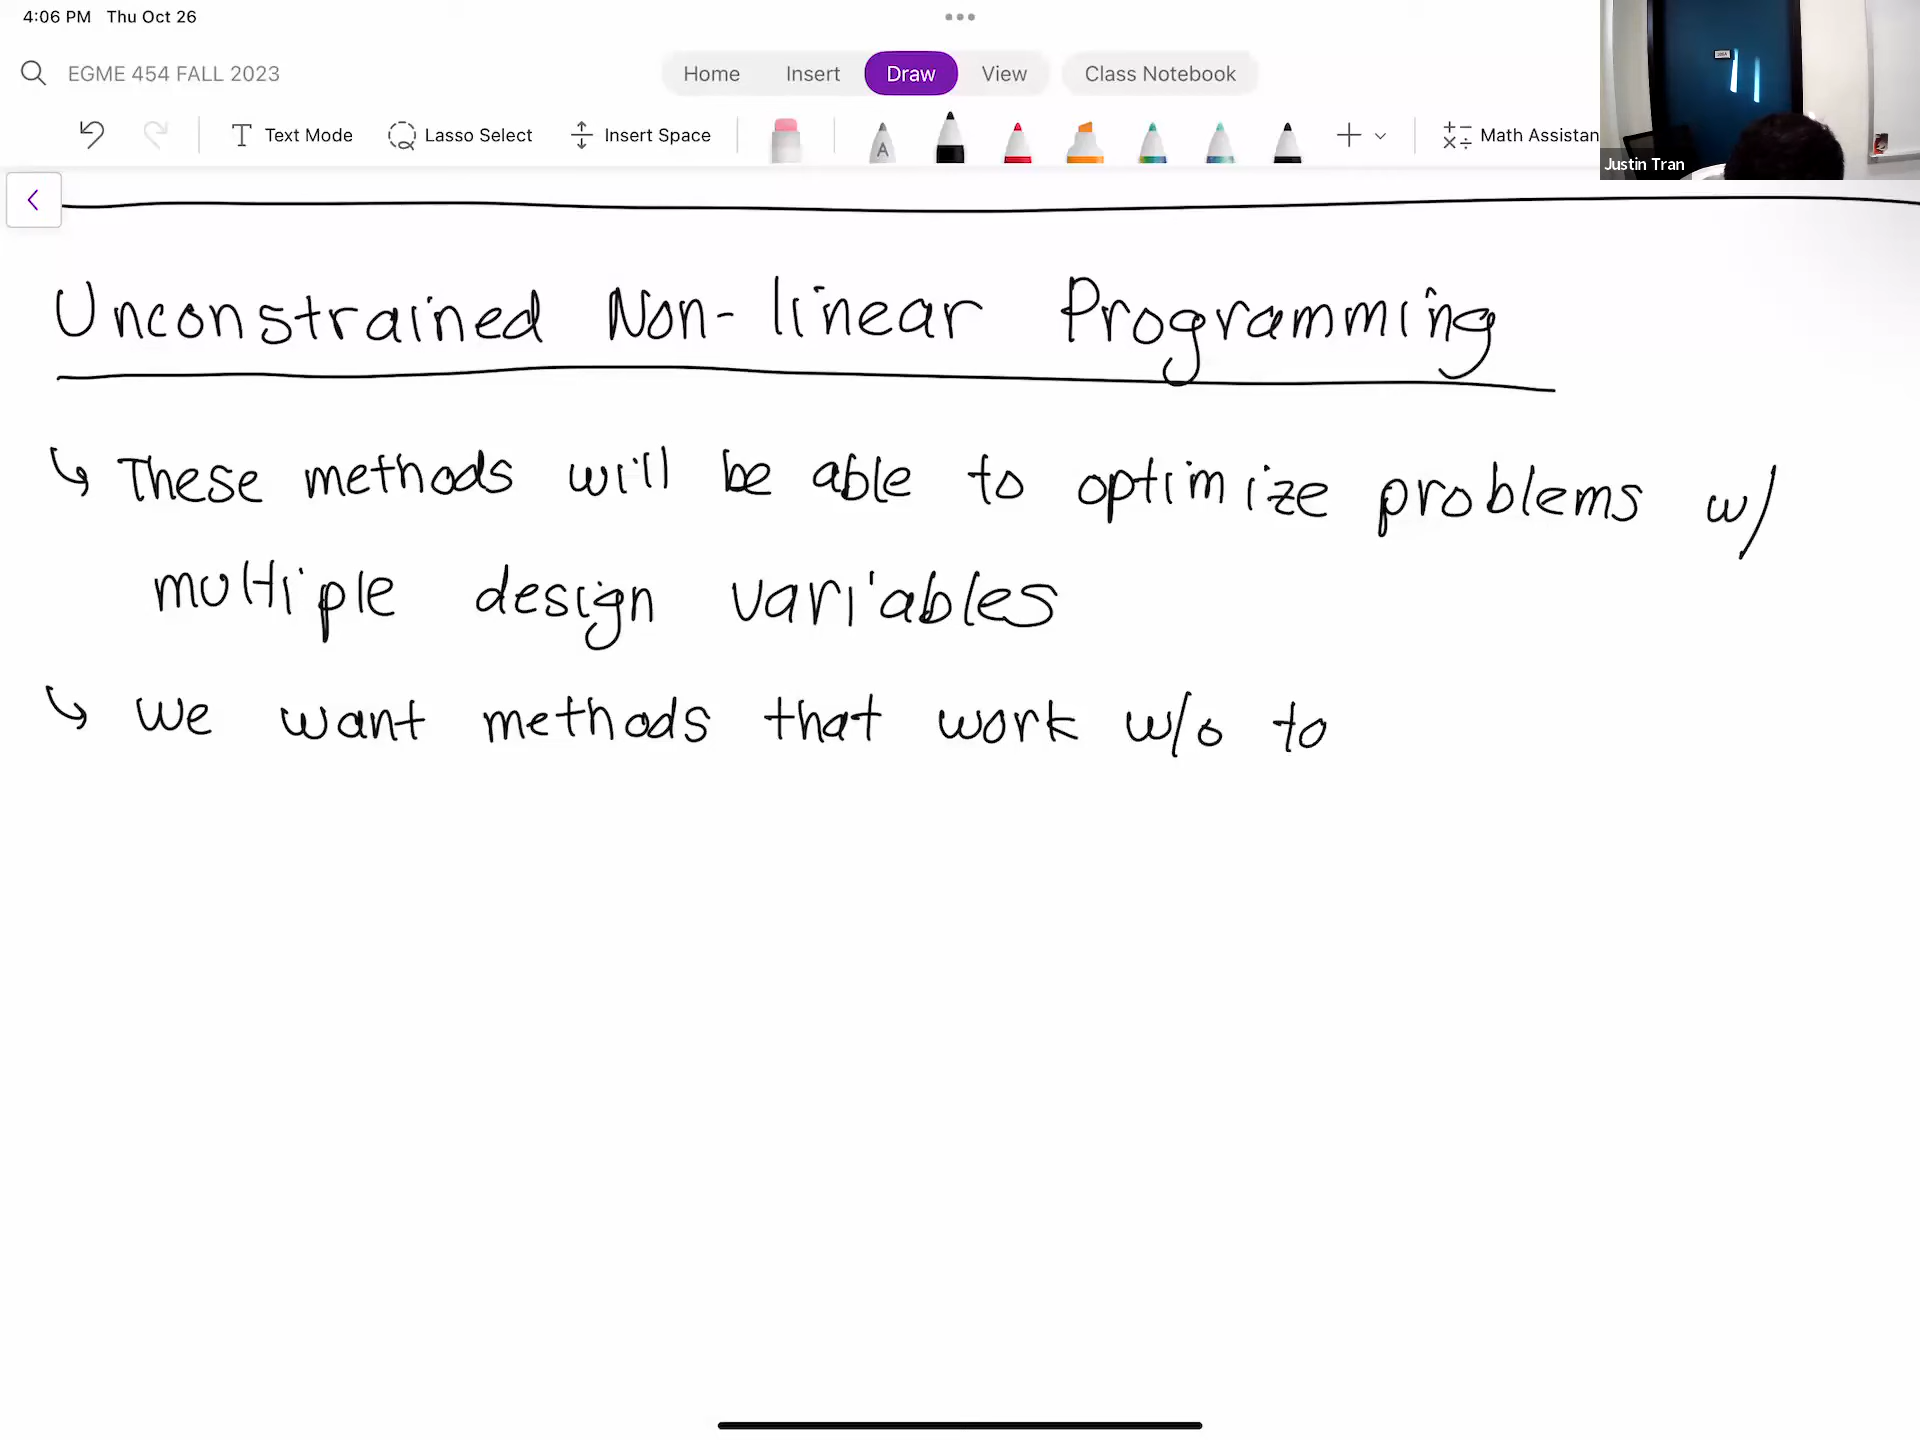 4:06 PM Thu Oct 26
EGME 454 FALL 2023
Home Insert Draw View Class Notebook
Text Mode Lasso Select Insert Space A Math Assistan
Justin Tran
Unconstrained Non-linear Programming
↳ These methods will be able to optimize problems w/
multiple design variables
↳ We want methods that work w/o to